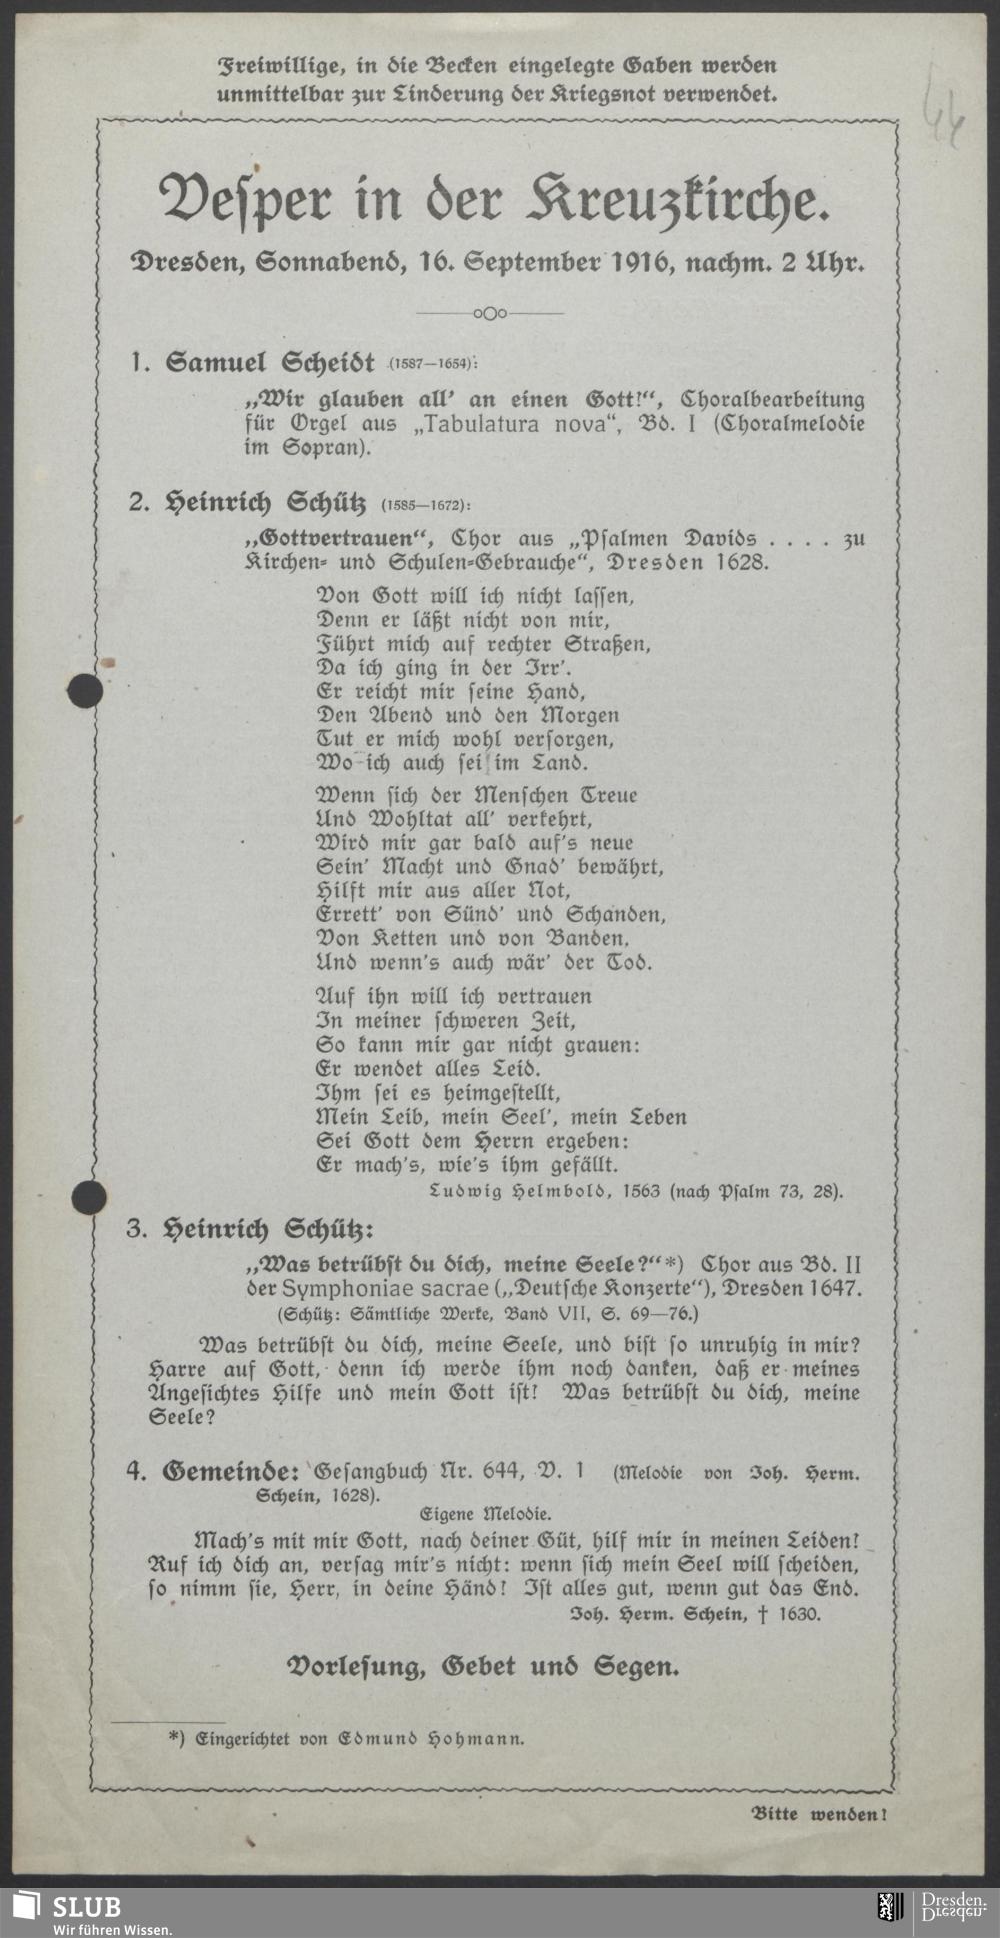 Freiwillige, in die Becken eingelegte Gaben werden
unmittelbar zur Linderung der Kriegsnot verwendet.
44
Vesper in der Kreuzkirche.
Dresden, Sonnabend, 16. September 1916, nachm. 2 Uhr.
1. Samuel Scheidt (1587—1654):
„Wir glauben all' an einen Gott!“, Choralbearbeitung
für Orgel aus „Tabulatura nova“, Bd. I (Choralmelodie
im Sopran).
2. Heinrich Schütz (1585—1672):
„Gottvertrauen“, Chor aus „Psalmen Davids . . . . zu
Kirchen- und Schulen-Gebrauche“, Dresden 1628.
Von Gott will ich nicht lassen,
Denn er läßt nicht von mir,
Führt mich auf rechter Straßen,
Da ich ging in der Irr'.
Er reicht mir seine Hand,
Den Abend und den Morgen
Tut er mich wohl versorgen,
Wo ich auch sei im Land.
Wenn sich der Menschen Treue
Und Wohltat all' verkehrt,
Wird mir gar bald auf's neue
Sein' Macht und Gnad' bewährt,
Hilft mir aus aller Not,
Errett' von Sünd' und Schanden,
Von Ketten und von Banden,
Und wenn's auch wär' der Tod.
Auf ihn will ich vertrauen
In meiner schweren Zeit,
So kann mir gar nicht grauen:
Er wendet alles Leid.
Ihm sei es heimgestellt,
Mein Leib, mein Seel', mein Leben
Sei Gott dem Herrn ergeben:
Er mach's, wie's ihm gefällt.
Ludwig Helmbold, 1563 (nach Psalm 73, 28).
3. Heinrich Schütz:
„Was betrübst du dich, meine Seele?“*) Chor aus Bd. II
der Symphoniae sacrae („Deutsche Konzerte“), Dresden 1647.
(Schütz: Sämtliche Werke, Band VII, S. 69—76.)
Was betrübst du dich, meine Seele, und bist so unruhig in mir?
Harre auf Gott, denn ich werde ihm noch danken, daß er meines
Angesichtes Hilfe und mein Gott ist! Was betrübst du dich, meine
Seele?
4. Gemeinde: Gesangbuch Nr. 644, V. 1 (Melodie von Joh. Herm.
Schein, 1628).
Eigene Melodie.
Mach's mit mir Gott, nach deiner Güt, hilf mir in meinen Leiden!
Ruf ich dich an, versag mir's nicht: wenn sich mein Seel will scheiden,
so nimm sie, Herr, in deine Händ! Ist alles gut, wenn gut das End.
Joh. Herm. Schein, † 1630.
Vorlesung, Gebet und Segen.
*) Eingerichtet von Edmund Hohmann.
Bitte wenden!
SLUB
Wir führen Wissen.
Dresden.
Dresden.